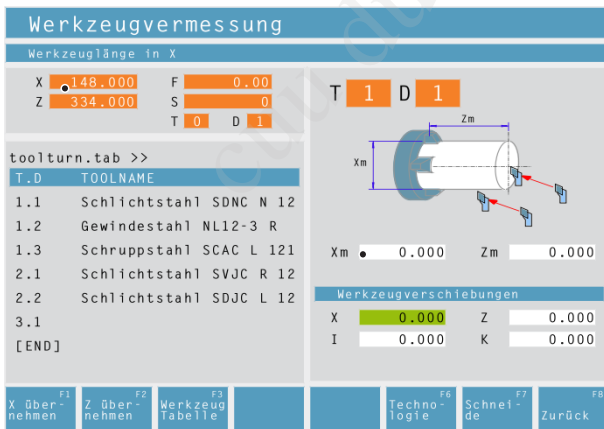 Werkzeugvermessung
Werkzeuglänge in X
X 148.000 F 0.00
Z 334.000 S 0
T 0 D 1
T 1 D 1
Zm
Xm
toolturn.tab >>
T.D TOOLNAME
1.1 Schlichtstahl SDNC N 12
1.2 Gewindestahl NL12-3 R
1.3 Schruppstahl SCAC L 121
2.1 Schlichtstahl SVJC R 12
2.2 Schlichtstahl SDJC L 12
3.1
[END]
Xm 0.000 Zm 0.000
Werkzeugverschiebungen
X 0.000 Z 0.000
I 0.000 K 0.000
F1
X über-
nehmen
F2
Z über-
nehmen
F3
Werkzeug
Tabelle
F6
Techno-
logie
F7
Schnei-
de
F8
Zurück